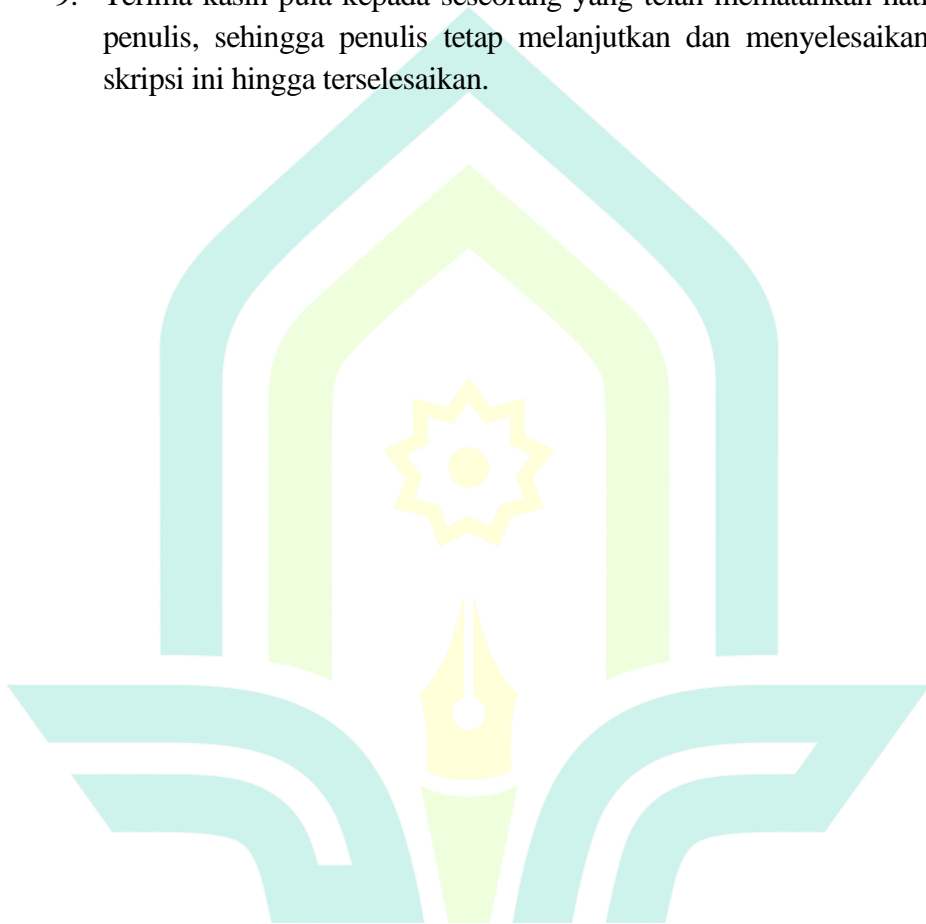 9. Terima kasih pula kepada seseorang yang telah mematahkan hati
penulis, sehingga penulis tetap melanjutkan dan menyelesaikan
skripsi ini hingga terselesaikan.